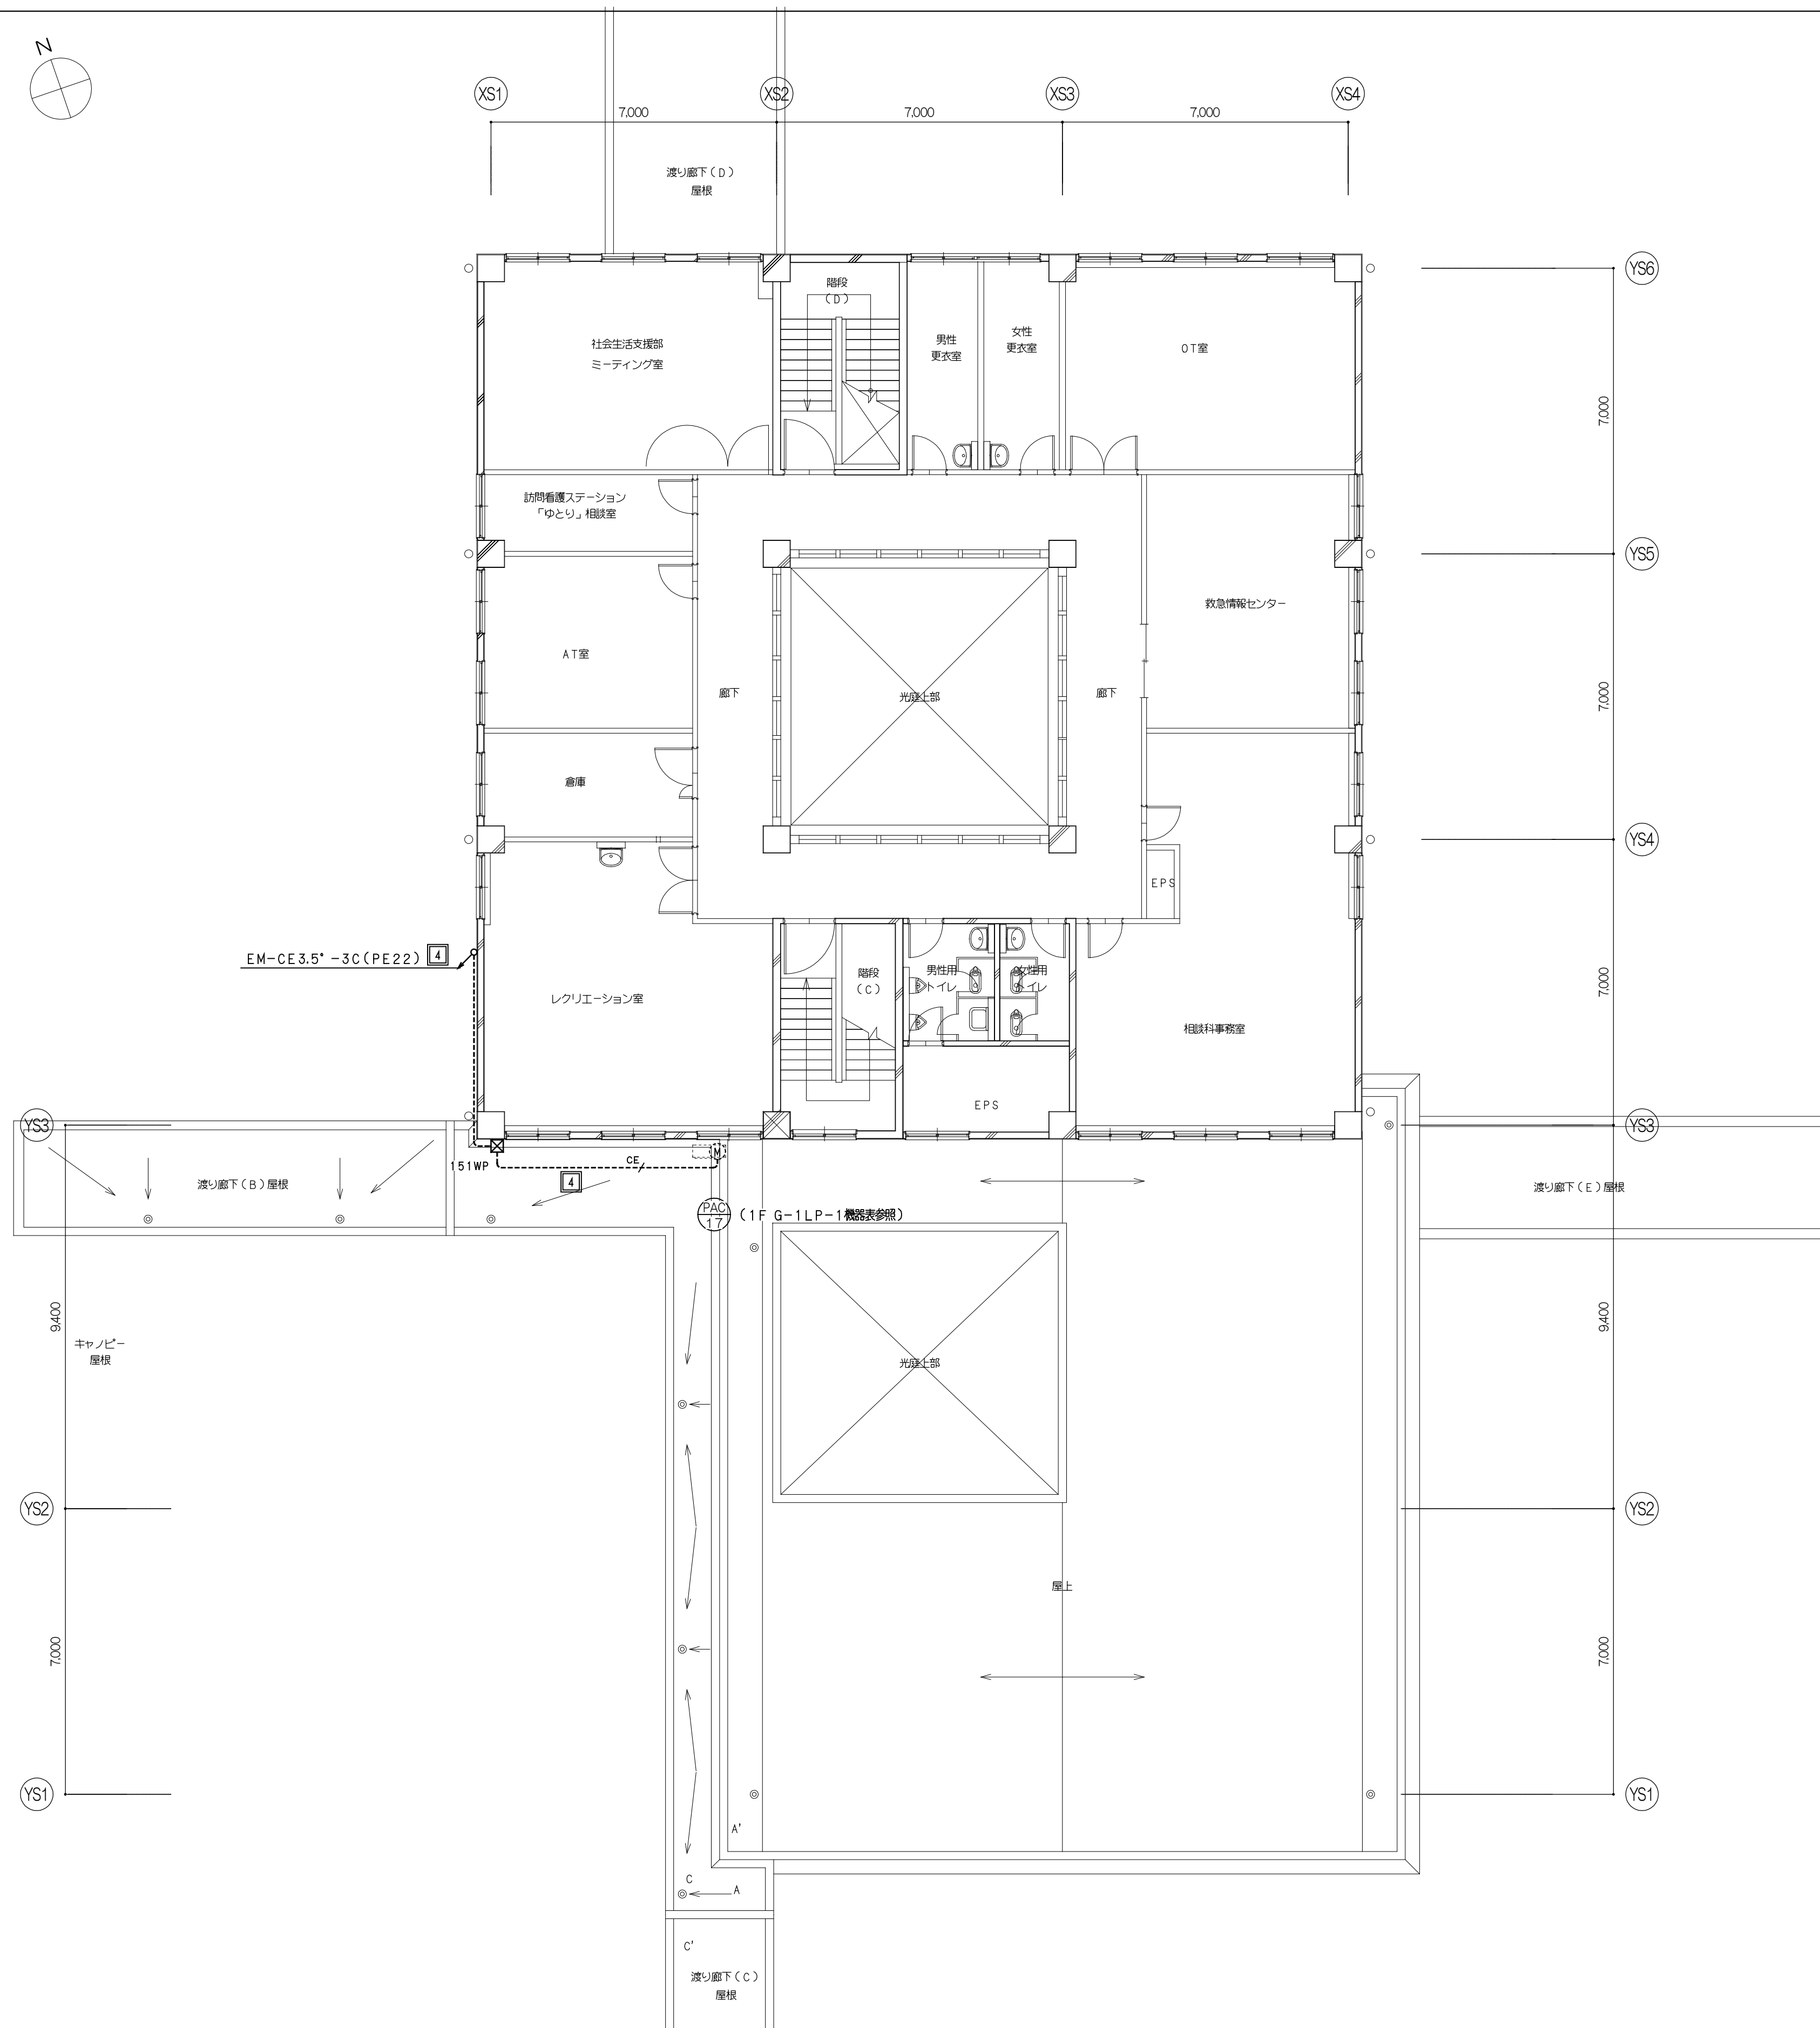 N
XS1
XS2
XS3
XS4
7,000
7,000
7,000
渡り廊下(D)
屋根
YS6
階段
(D)
社会生活支援部
ミーティング室
男性
更衣室
女性
更衣室
OT室
7,000
訪問看護ステーション
「ゆとり」相談室
YS5
救急情報センター
AT室
廊下
光庭上部
廊下
7,000
倉庫
YS4
EPS
EM-CE3.5°-3C(PE22)
4
階段
(C)
男性用
トイレ
女性用
トイレ
レクリエーション室
相談科事務室
7,000
EPS
YS3
YS3
151WP
CE
M
4
渡り廊下(B)屋根
渡り廊下(E)屋根
PAC
17
(1F G-1LP-1機器表参照)
9,400
9,400
キャノピー
屋根
光庭上部
YS2
YS2
屋上
7,000
7,000
YS1
YS1
A'
C
A
C'
渡り廊下(C)
屋根